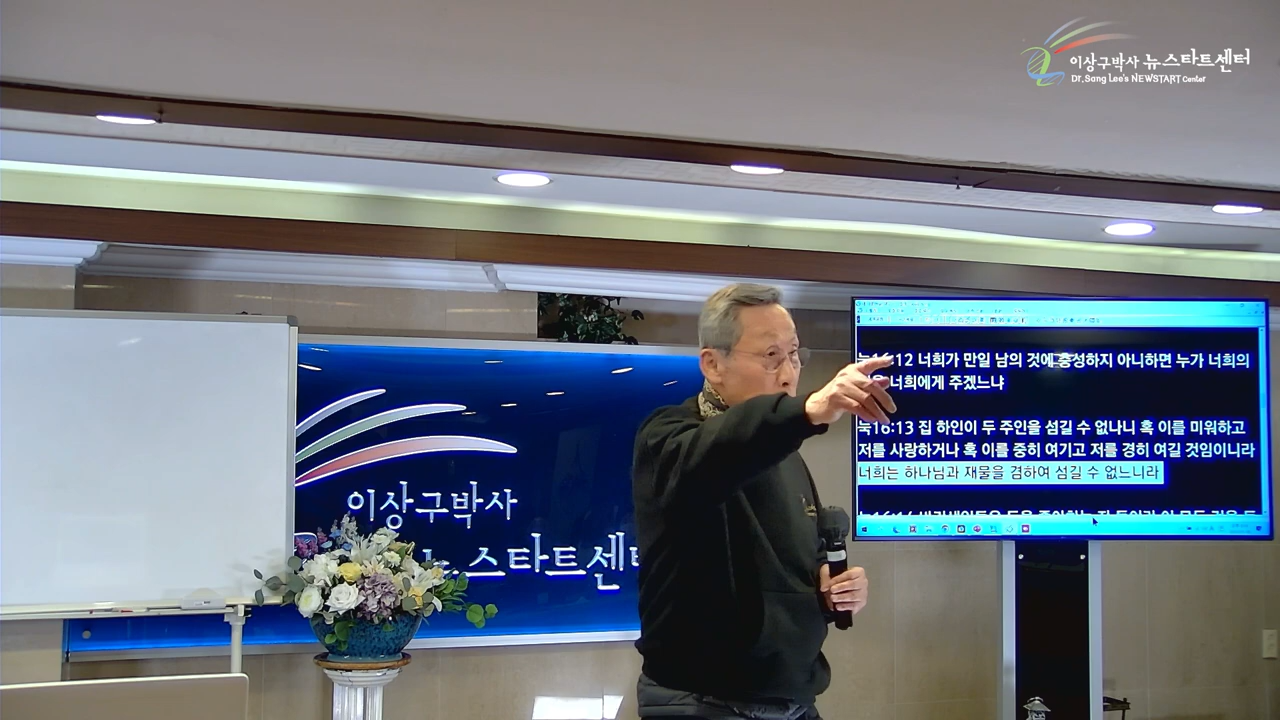 이상구박사 뉴스타트센터
Dr. Sang Lee's NEWSTART Center
이상구박사
뉴스타트센
눅16:12 너희가 만일 남의 것에 충성하지 아니하면 누가 너희의
너희에게 주겠느냐
눅16:13 집 하인이 두 주인을 섬길 수 없나니 혹 이를 미워하고
저를 사랑하거나 혹 이를 중히 여기고 저를 경히 여길 것임이니라
너희는 하나님과 재물을 겸하여 섬길 수 없느니라